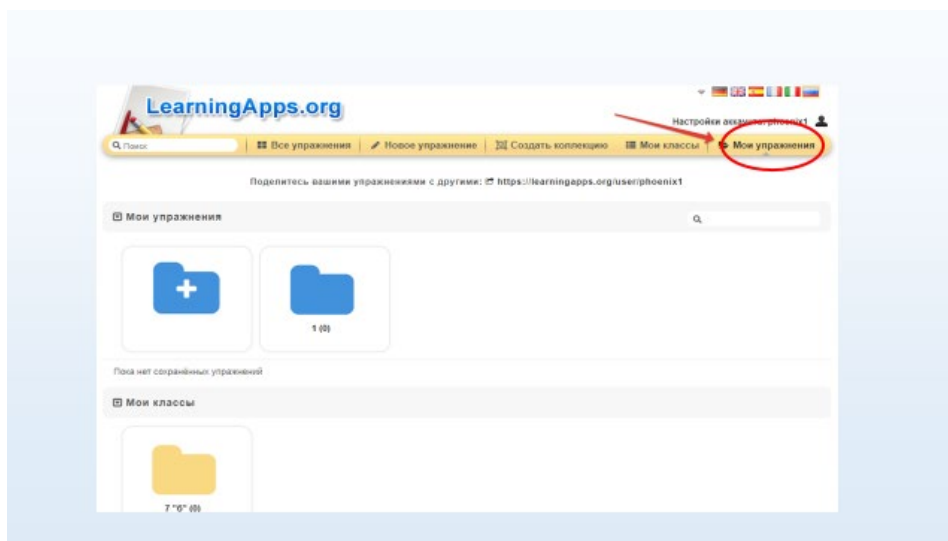 LearningApps.org
Настройки аккаунта: phoenix1
Поиск
Все упражнения
Новое упражнение
Создать коллекцию
Мои классы
Мои упражнения
Поделитесь вашими упражнениями с другими: https://learningapps.org/user/phoenix1
Мои упражнения
1 (0)
Пока нет сохранённых упражнений
Мои классы
7 "б" (0)